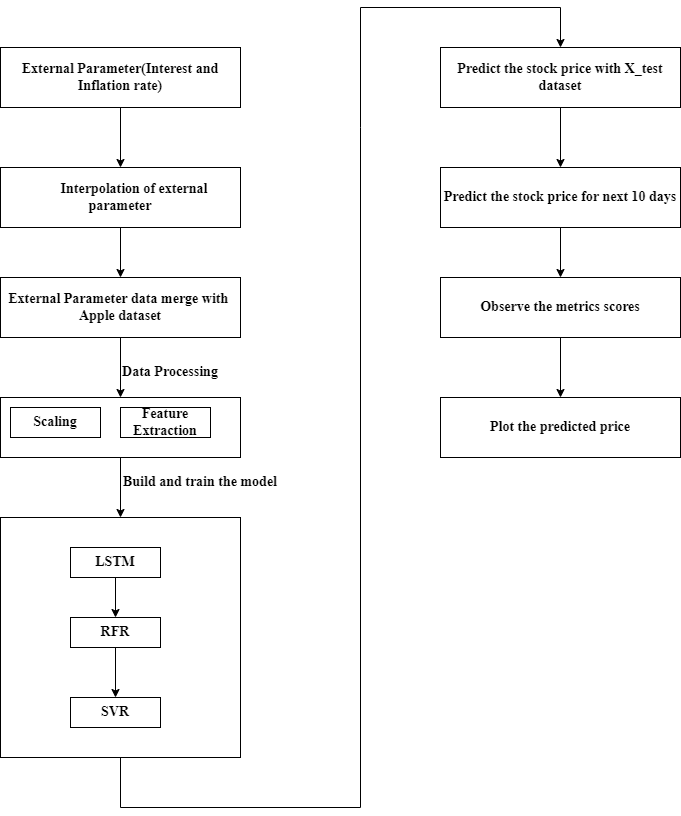 External Parameter(Interest and
Inflation rate)
Interpolation of external
parameter
External Parameter data merge with
Apple dataset
Data Processing
Scaling
Feature
Extraction
Build and train the model
LSTM
RFR
SVR
Predict the stock price with X_test
dataset
Predict the stock price for next 10 days
Observe the metrics scores
Plot the predicted price